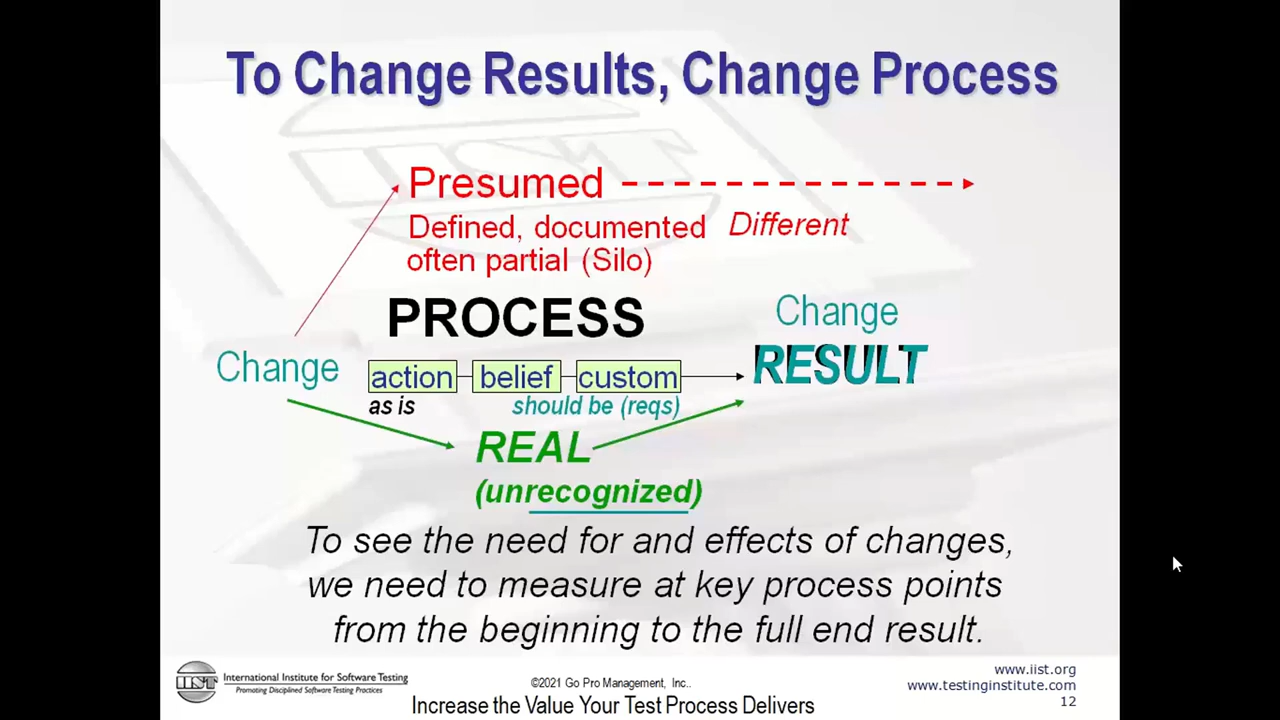 To Change Results, Change Process
Presumed
Defined, documented Different
often partial (Silo)
PROCESS
Change
RESULT
Change
action belief custom
as is should be (reqs)
REAL
(unrecognized)
To see the need for and effects of changes,
we need to measure at key process points
from the beginning to the full end result.
IIST International Institute for Software Testing
Promoting Disciplined Software Testing Practices
©2021 Go Pro Management, Inc..
Increase the Value Your Test Process Delivers
www.iist.org
www.testinginstitute.com
12